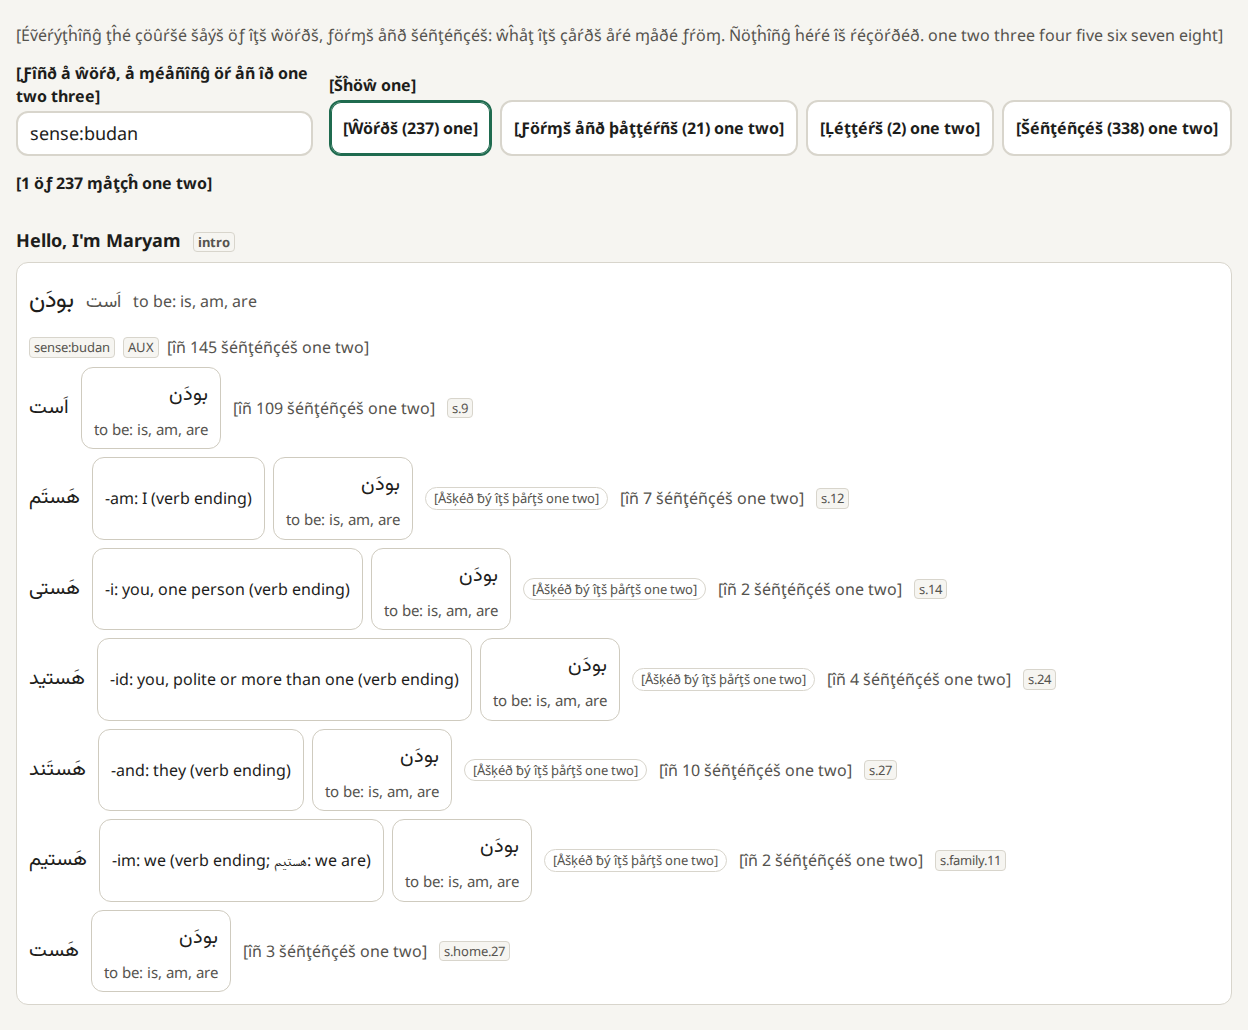 [Éṽéŕýţĥîñĝ ţĥé çöûŕšé šåýš öƒ îţš ŵöŕðš, ƒöŕɱš åñð šéñţéñçéš: ŵĥåţ îţš çåŕðš åŕé ɱåðé ƒŕöɱ. Ñöţĥîñĝ ĥéŕé îš ŕéçöŕðéð. one two three four five six seven eight]
[Ƒîñð å ŵöŕð, å ɱéåñîñĝ öŕ åñ îð one two three]
sense:budan
[Šĥöŵ one]
[Ŵöŕðš (237) one]
[Ƒöŕɱš åñð þåţţéŕñš (21) one two]
[Ļéţţéŕš (2) one two]
[Šéñţéñçéš (338) one two]
[1 öƒ 237 ɱåţçĥ one two]
Hello, I'm Maryam intro
بودَن اَست to be: is, am, are
sense:budan AUX [îñ 145 šéñţéñçéš one two]
اَست بودَن to be: is, am, are [îñ 109 šéñţéñçéš one two] s.9
هَستَم -am: I (verb ending) بودَن to be: is, am, are [Åšķéð ƀý îţš þåŕţš one two] [îñ 7 šéñţéñçéš one two] s.12
هَستی -i: you, one person (verb ending) بودَن to be: is, am, are [Åšķéð ƀý îţš þåŕţš one two] [îñ 2 šéñţéñçéš one two] s.14
هَستید -id: you, polite or more than one (verb ending) بودَن to be: is, am, are [Åšķéð ƀý îţš þåŕţš one two] [îñ 4 šéñţéñçéš one two] s.24
هَستَند -and: they (verb ending) بودَن to be: is, am, are [Åšķéð ƀý îţš þåŕţš one two] [îñ 10 šéñţéñçéš one two] s.27
هَستیم -im: we (verb ending; هستیم: we are) بودَن to be: is, am, are [Åšķéð ƀý îţš þåŕţš one two] [îñ 2 šéñţéñçéš one two] s.family.11
هَست بودَن to be: is, am, are [îñ 3 šéñţéñçéš one two] s.home.27